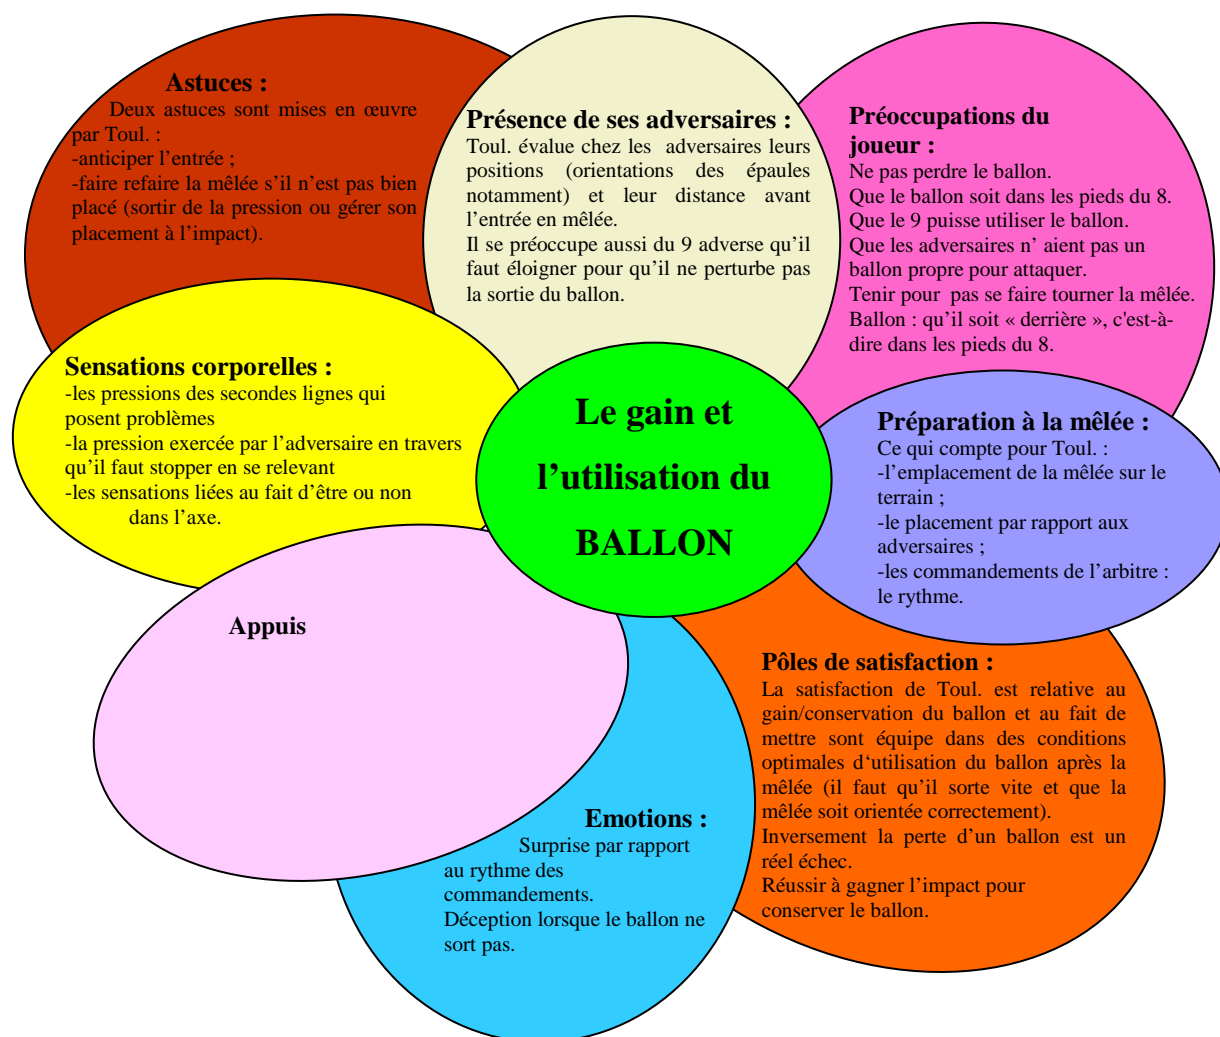 Astuces :
Deux astuces sont mises en œuvre
par Toul. :
-anticiper l’entrée ;
-faire refaire la mêlée s’il n’est pas bien
placé (sortir de la pression ou gérer son
placement à l’impact).
Présence de ses adversaires :
Toul. évalue chez les adversaires leurs
positions (orientations des épaules
notamment) et leur distance avant
l’entrée en mêlée.
Il se préoccupe aussi du 9 adverse qu’il
faut éloigner pour qu’il ne perturbe pas
la sortie du ballon.
Préoccupations du
joueur :
Ne pas perdre le ballon.
Que le ballon soit dans les pieds du 8.
Que le 9 puisse utiliser le ballon.
Que les adversaires n’ aient pas un
ballon propre pour attaquer.
Tenir pour pas se faire tourner la mêlée.
Ballon : qu’il soit « derrière », c'est-à-
dire dans les pieds du 8.
Sensations corporelles :
-les pressions des secondes lignes qui
posent problèmes
-la pression exercée par l’adversaire en travers
qu’il faut stopper en se relevant
-les sensations liées au fait d’être ou non
dans l’axe.
Le gain et
l’utilisation du
BALLON
Préparation à la mêlée :
Ce qui compte pour Toul. :
-l’emplacement de la mêlée sur le
terrain ;
-le placement par rapport aux
adversaires ;
-les commandements de l’arbitre :
le rythme.
Appuis
Pôles de satisfaction :
La satisfaction de Toul. est relative au
gain/conservation du ballon et au fait de
mettre sont équipe dans des conditions
optimales d‘utilisation du ballon après la
mêlée (il faut qu’il sorte vite et que la
mêlée soit orientée correctement).
Inversement la perte d’un ballon est un
réel échec.
Réussir à gagner l’impact pour
conserver le ballon.
Emotions :
Surprise par rapport
au rythme des
commandements.
Déception lorsque le ballon ne
sort pas.